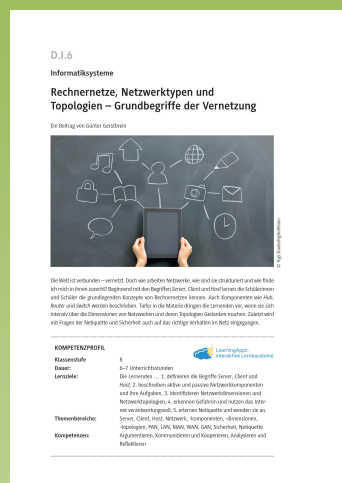 D.I.6
Informatiksysteme
Rechnernetze, Netzwerktypen und
Topologien – Grundbegriffe der Vernetzung
Ein Beitrag von Günter Gerstbrein
Die Welt ist verbunden – vernetzt. Doch wie arbeiten Netzwerke, wie sind sie strukturiert und wie finde
ich mich in ihnen zurecht? Beginnend mit den Begriffen Server, Client und Host lernen die Schülerinnen
und Schüler die grundlegenden Konzepte von Rechnernetzen kennen. Auch Komponenten wie Hub,
Router und Switch werden beschrieben. Tiefer in die Materie dringen die Lernenden vor, wenn sie sich
intensiv über die Dimensionen von Netzwerken und deren Topologien Gedanken machen. Zuletzt wird
mit Fragen der Netiquette und Sicherheit auch auf das richtige Verhalten im Netz eingegangen.
KOMPETENZPROFIL
LearningApps -
interaktive Lernbausteine
Klassenstufe 8
Dauer: 6–7 Unterrichtsstunden
Lernziele: Die Lernenden … 1. definieren die Begriffe Server, Client und
Host, 2. beschreiben aktive und passive Netzwerkkomponenten
und ihre Aufgaben, 3. identifizieren Netzwerkdimensionen und
Netzwerktopologien, 4. erkennen Gefahren und nutzen das Inter-
net verantwortungsvoll, 5. erlernen Netiquette und wenden sie an.
Themenbereiche: Server, Client, Host, Netzwerk, -komponenten, -dimensionen,
-topologien, PAN, LAN, MAN, WAN, GAN, Sicherheit, Netiquette
Kompetenzen: Argumentieren, Kommunizieren und Kooperieren, Analysieren und
Reflektieren